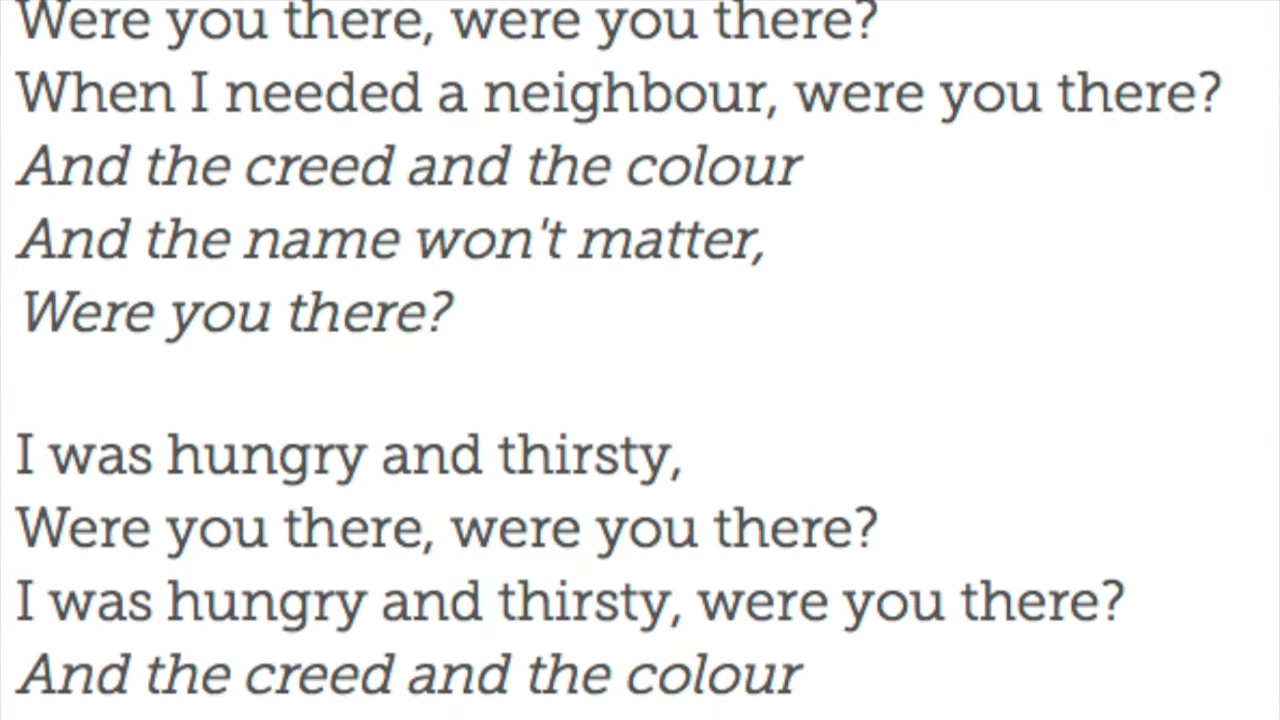 Were you there, were you there?
When I needed a neighbour, were you there?
And the creed and the colour
And the name won't matter,
Were you there?
I was hungry and thirsty,
Were you there, were you there?
I was hungry and thirsty, were you there?
And the creed and the colour